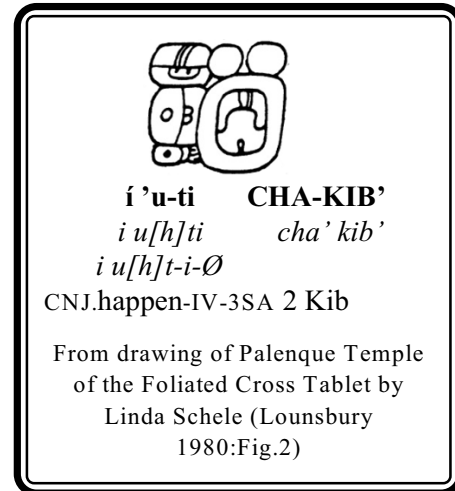 í ’u-ti CHA-KIB’
i u[h]ti cha’ kib’
i u[h]t-i-Ø
CNJ.happen-IV-3SA 2 Kib
From drawing of Palenque Temple
of the Foliated Cross Tablet by
Linda Schele (Lounsbury
1980:Fig.2)